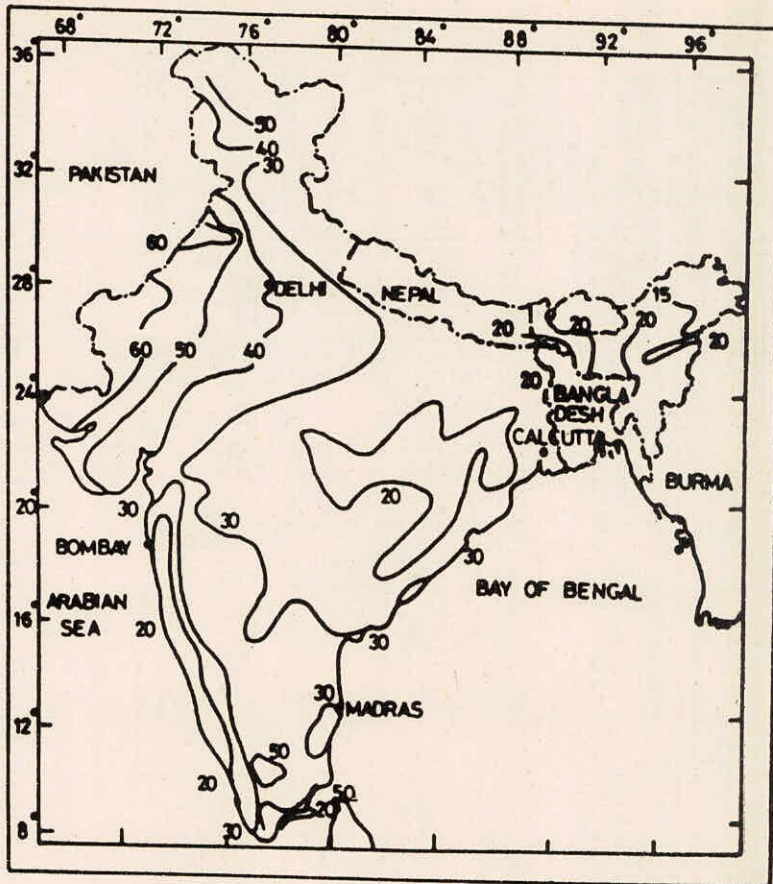 68° 72° 76° 80° 84° 88° 92° 96°
36°
50
40
32° PAKISTAN 30
60
28° DELHI NEPAL 15
20 20 20 20
60 50 40
24° 20 BANGLA
DESH
CALCUTTA
20° 20 BURMA
30 30
BOMBAY 30
BAY OF BENGAL
ARABIAN
16° SEA 20 30
30
12° MADRAS
50
20 50
20
8° 30